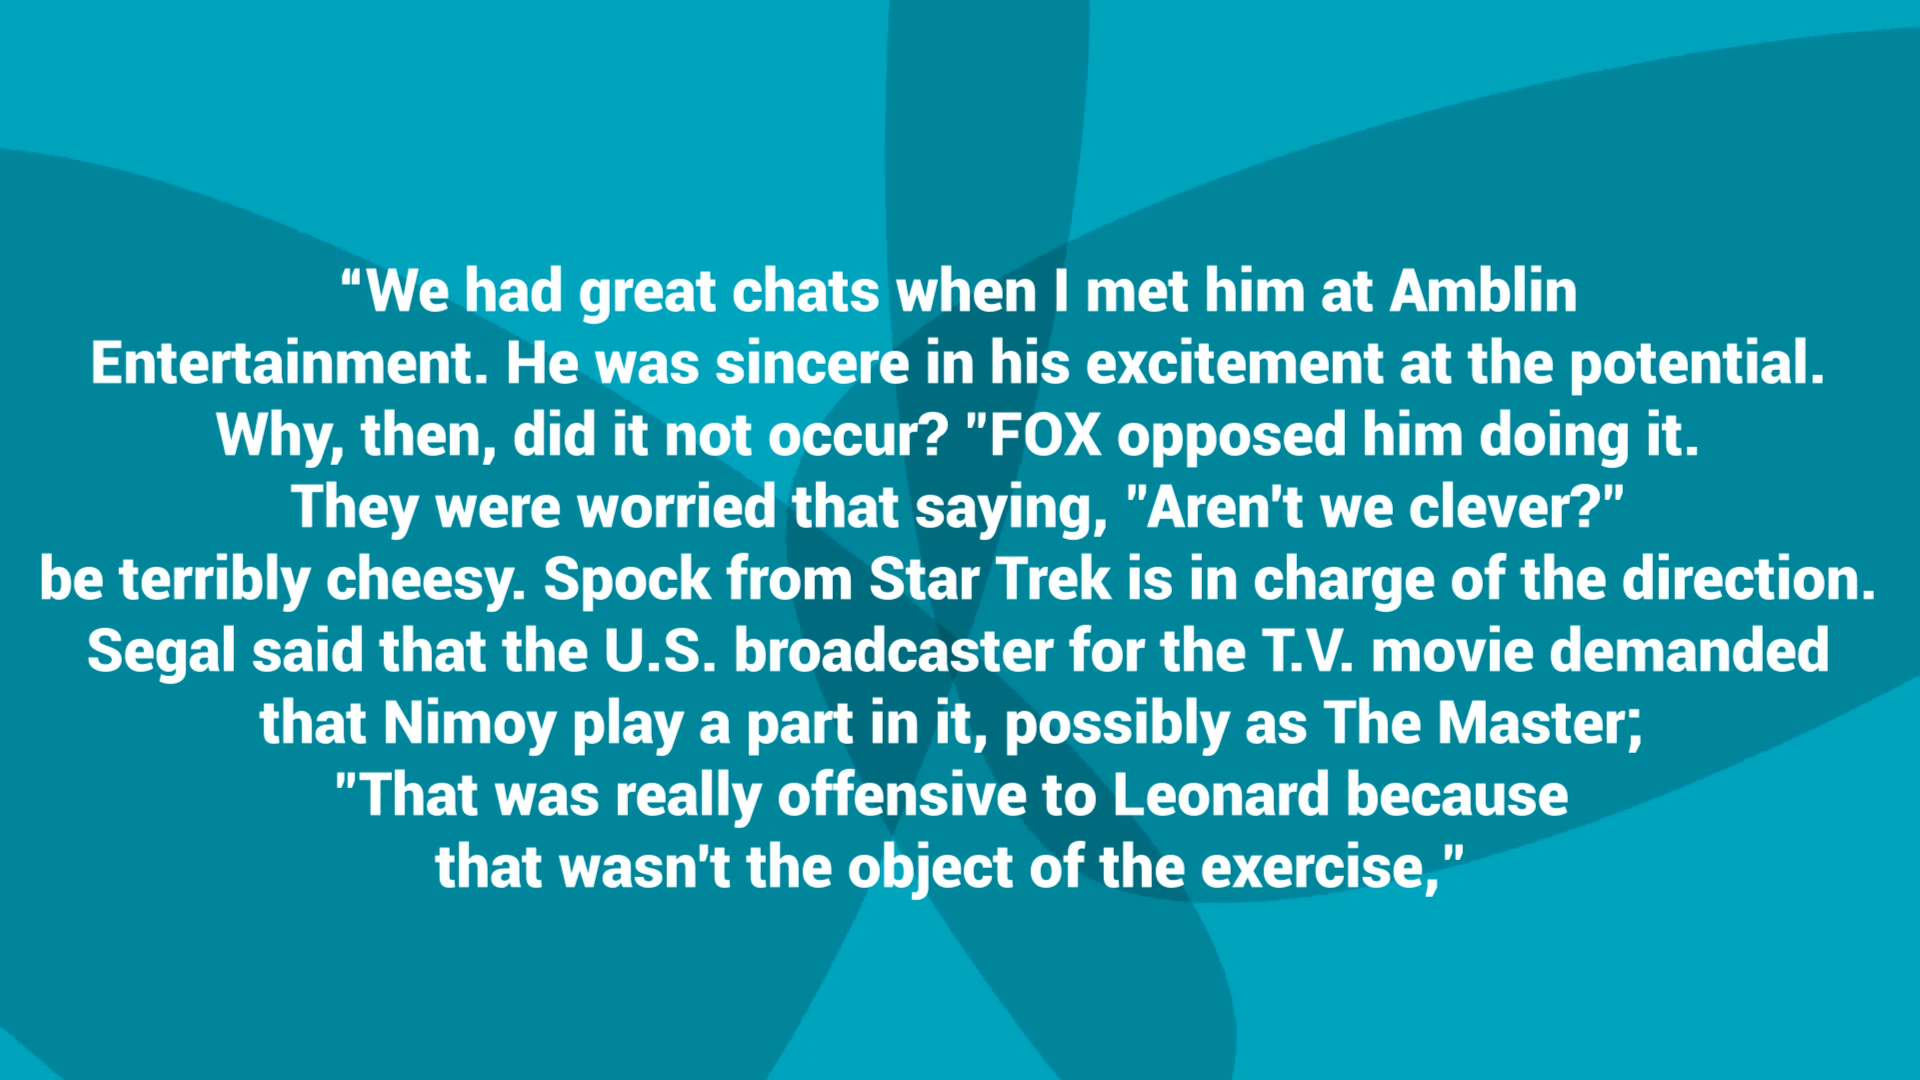 “We had great chats when I met him at Amblin
Entertainment. He was sincere in his excitement at the potential.
Why, then, did it not occur? "FOX opposed him doing it.
They were worried that saying, "Aren't we clever?"
be terribly cheesy. Spock from Star Trek is in charge of the direction.
Segal said that the U.S. broadcaster for the T.V. movie demanded
that Nimoy play a part in it, possibly as The Master;
"That was really offensive to Leonard because
that wasn't the object of the exercise,"